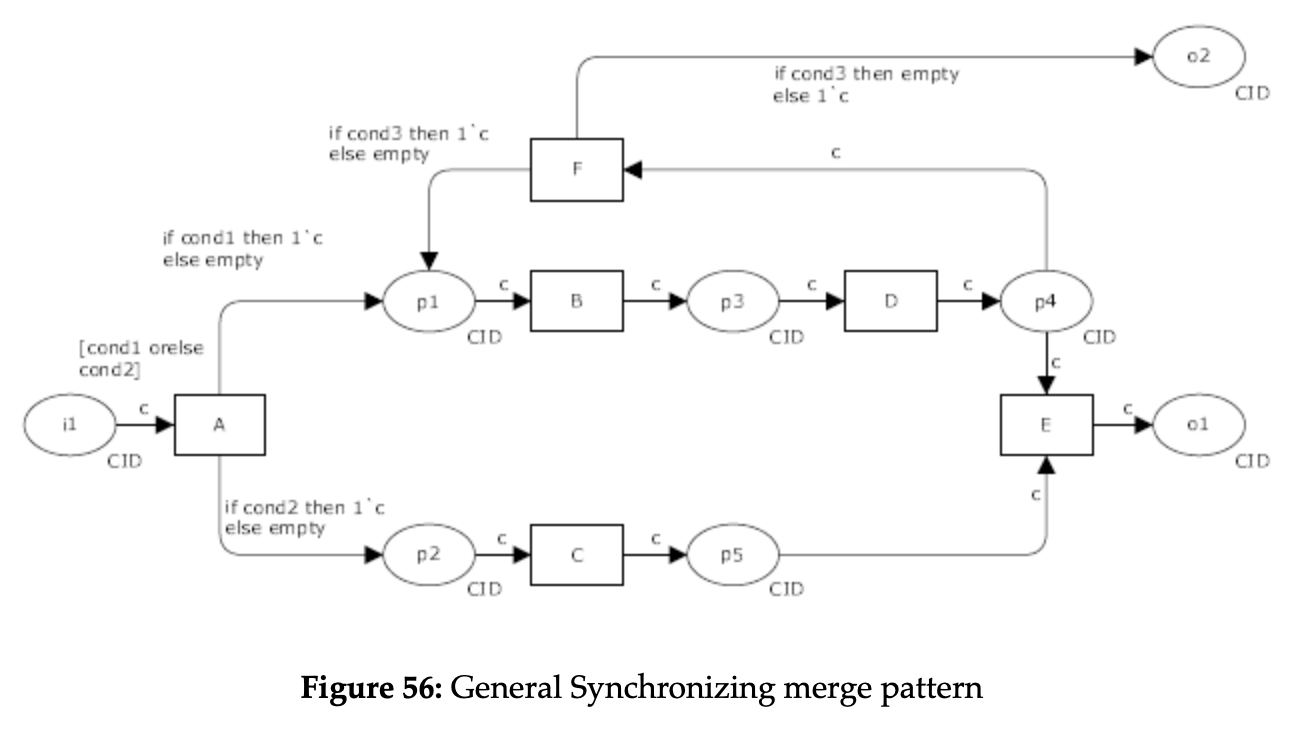 o2
CID
if cond3 then empty
else 1`c
if cond3 then 1`c
else empty
F
c
if cond1 then 1`c
else empty
p1
CID
c
B
c
p3
CID
c
D
c
p4
CID
c
[cond1 orelse
cond2]
i1
CID
c
A
E
c
o1
CID
if cond2 then 1`c
else empty
p2
CID
c
C
c
p5
CID
c
Figure 56: General Synchronizing merge pattern